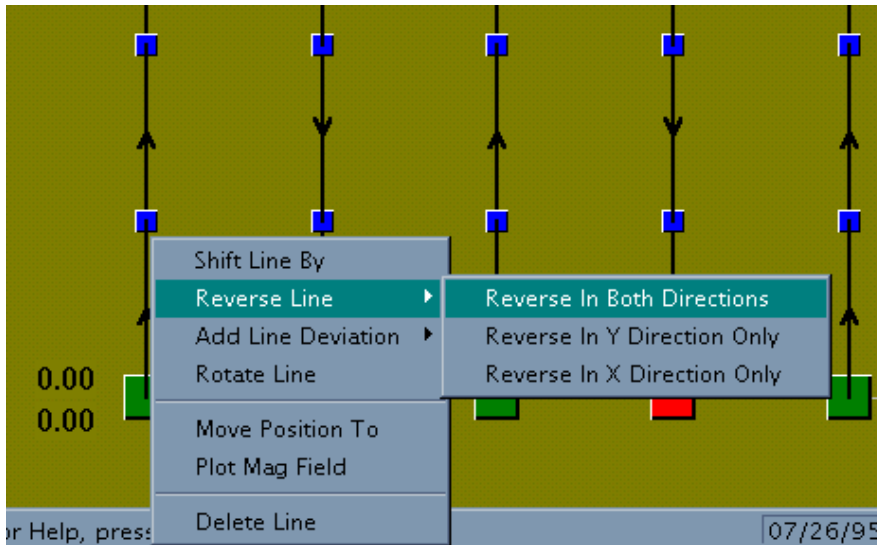 Shift Line By
Reverse Line
Add Line Deviation
Rotate Line
Move Position To
Plot Mag Field
Delete Line
Reverse In Both Directions
Reverse In Y Direction Only
Reverse In X Direction Only
0.00
0.00
or Help, press
07/26/95